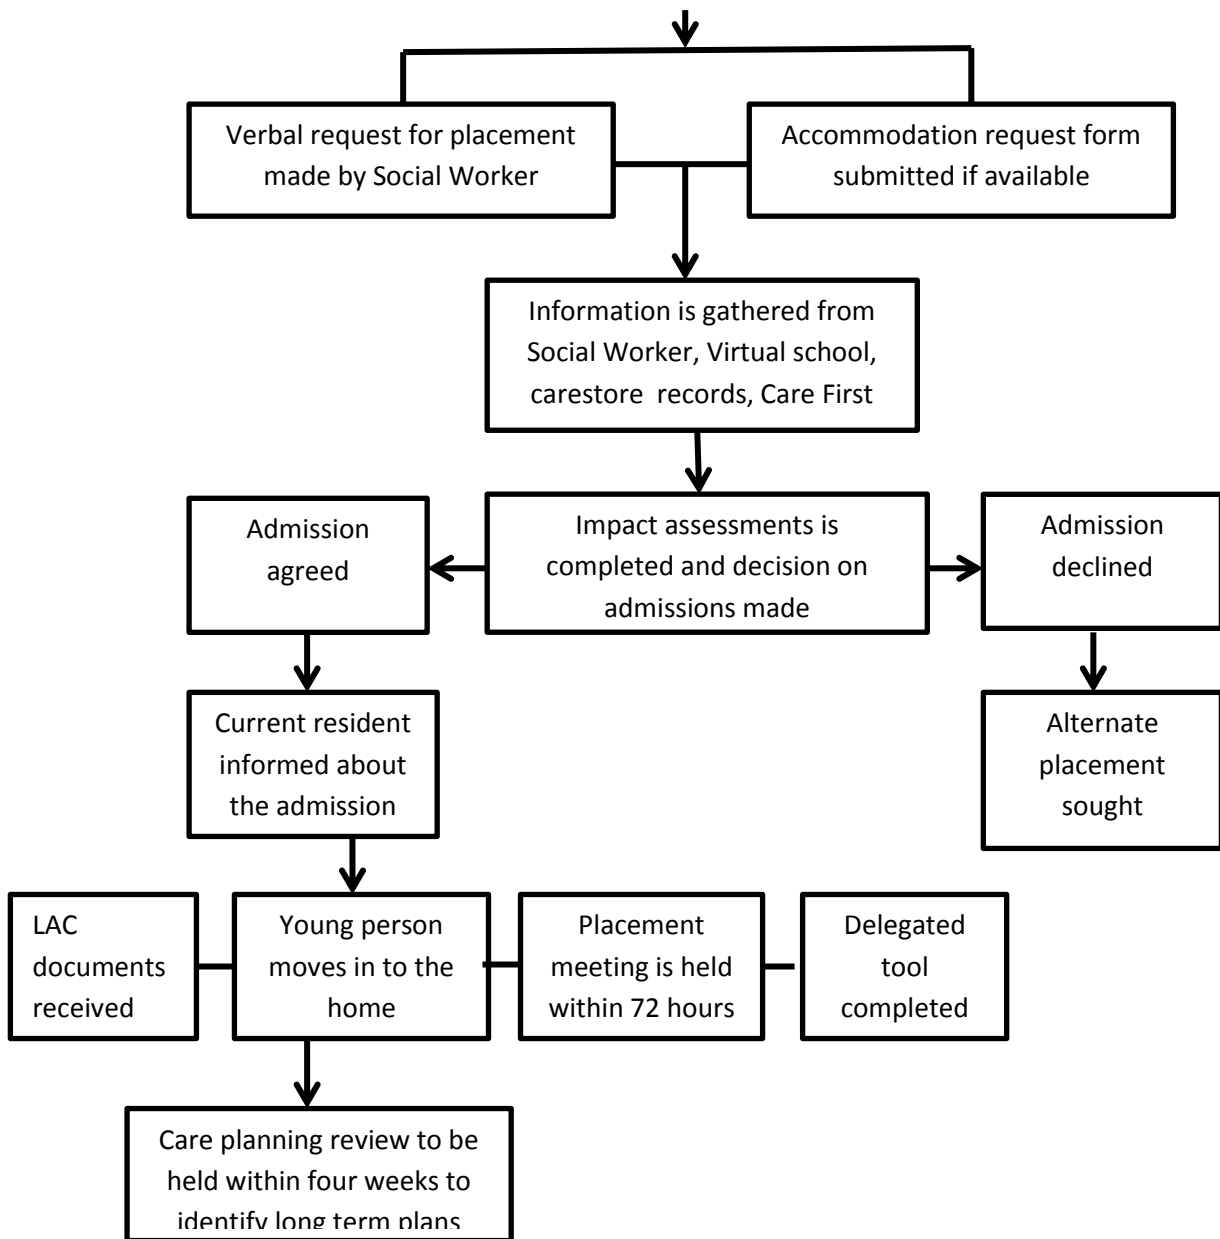 Verbal request for placement
made by Social Worker
Accommodation request form
submitted if available
Information is gathered from
Social Worker, Virtual school,
carestore  records, Care First
Admission
agreed
Impact assessments is
completed and decision on
admissions made
Admission
declined
Current resident
informed about
the admission
Alternate
placement
sought
LAC
documents
received
Young person
moves in to the
home
Placement
meeting is held
within 72 hours
Delegated
tool
completed
Care planning review to be
held within four weeks to
identify long term plans